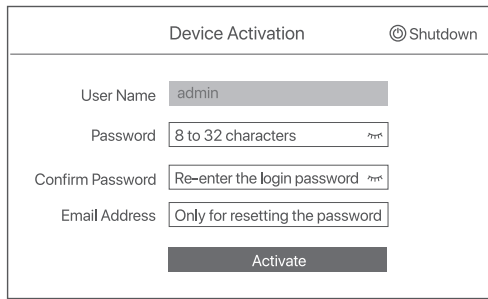 Device Activation
Shutdown
User Name
admin
Password
8 to 32 characters
Confirm Password
Re-enter the login password
Email Address
Only for resetting the password
Activate